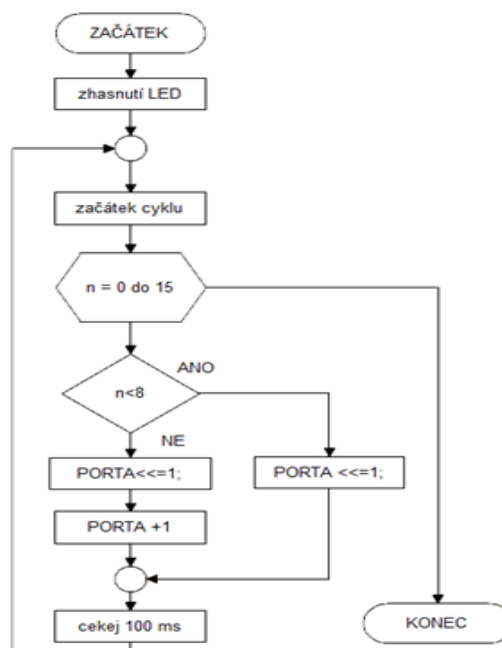 ZAČÁTEK
zhasnutí LED
začátek cyklu
n = 0 do 15
ANO
n<8
NE
PORTA<<=1;
PORTA <<=1;
PORTA +1
cekej 100 ms
KONEC